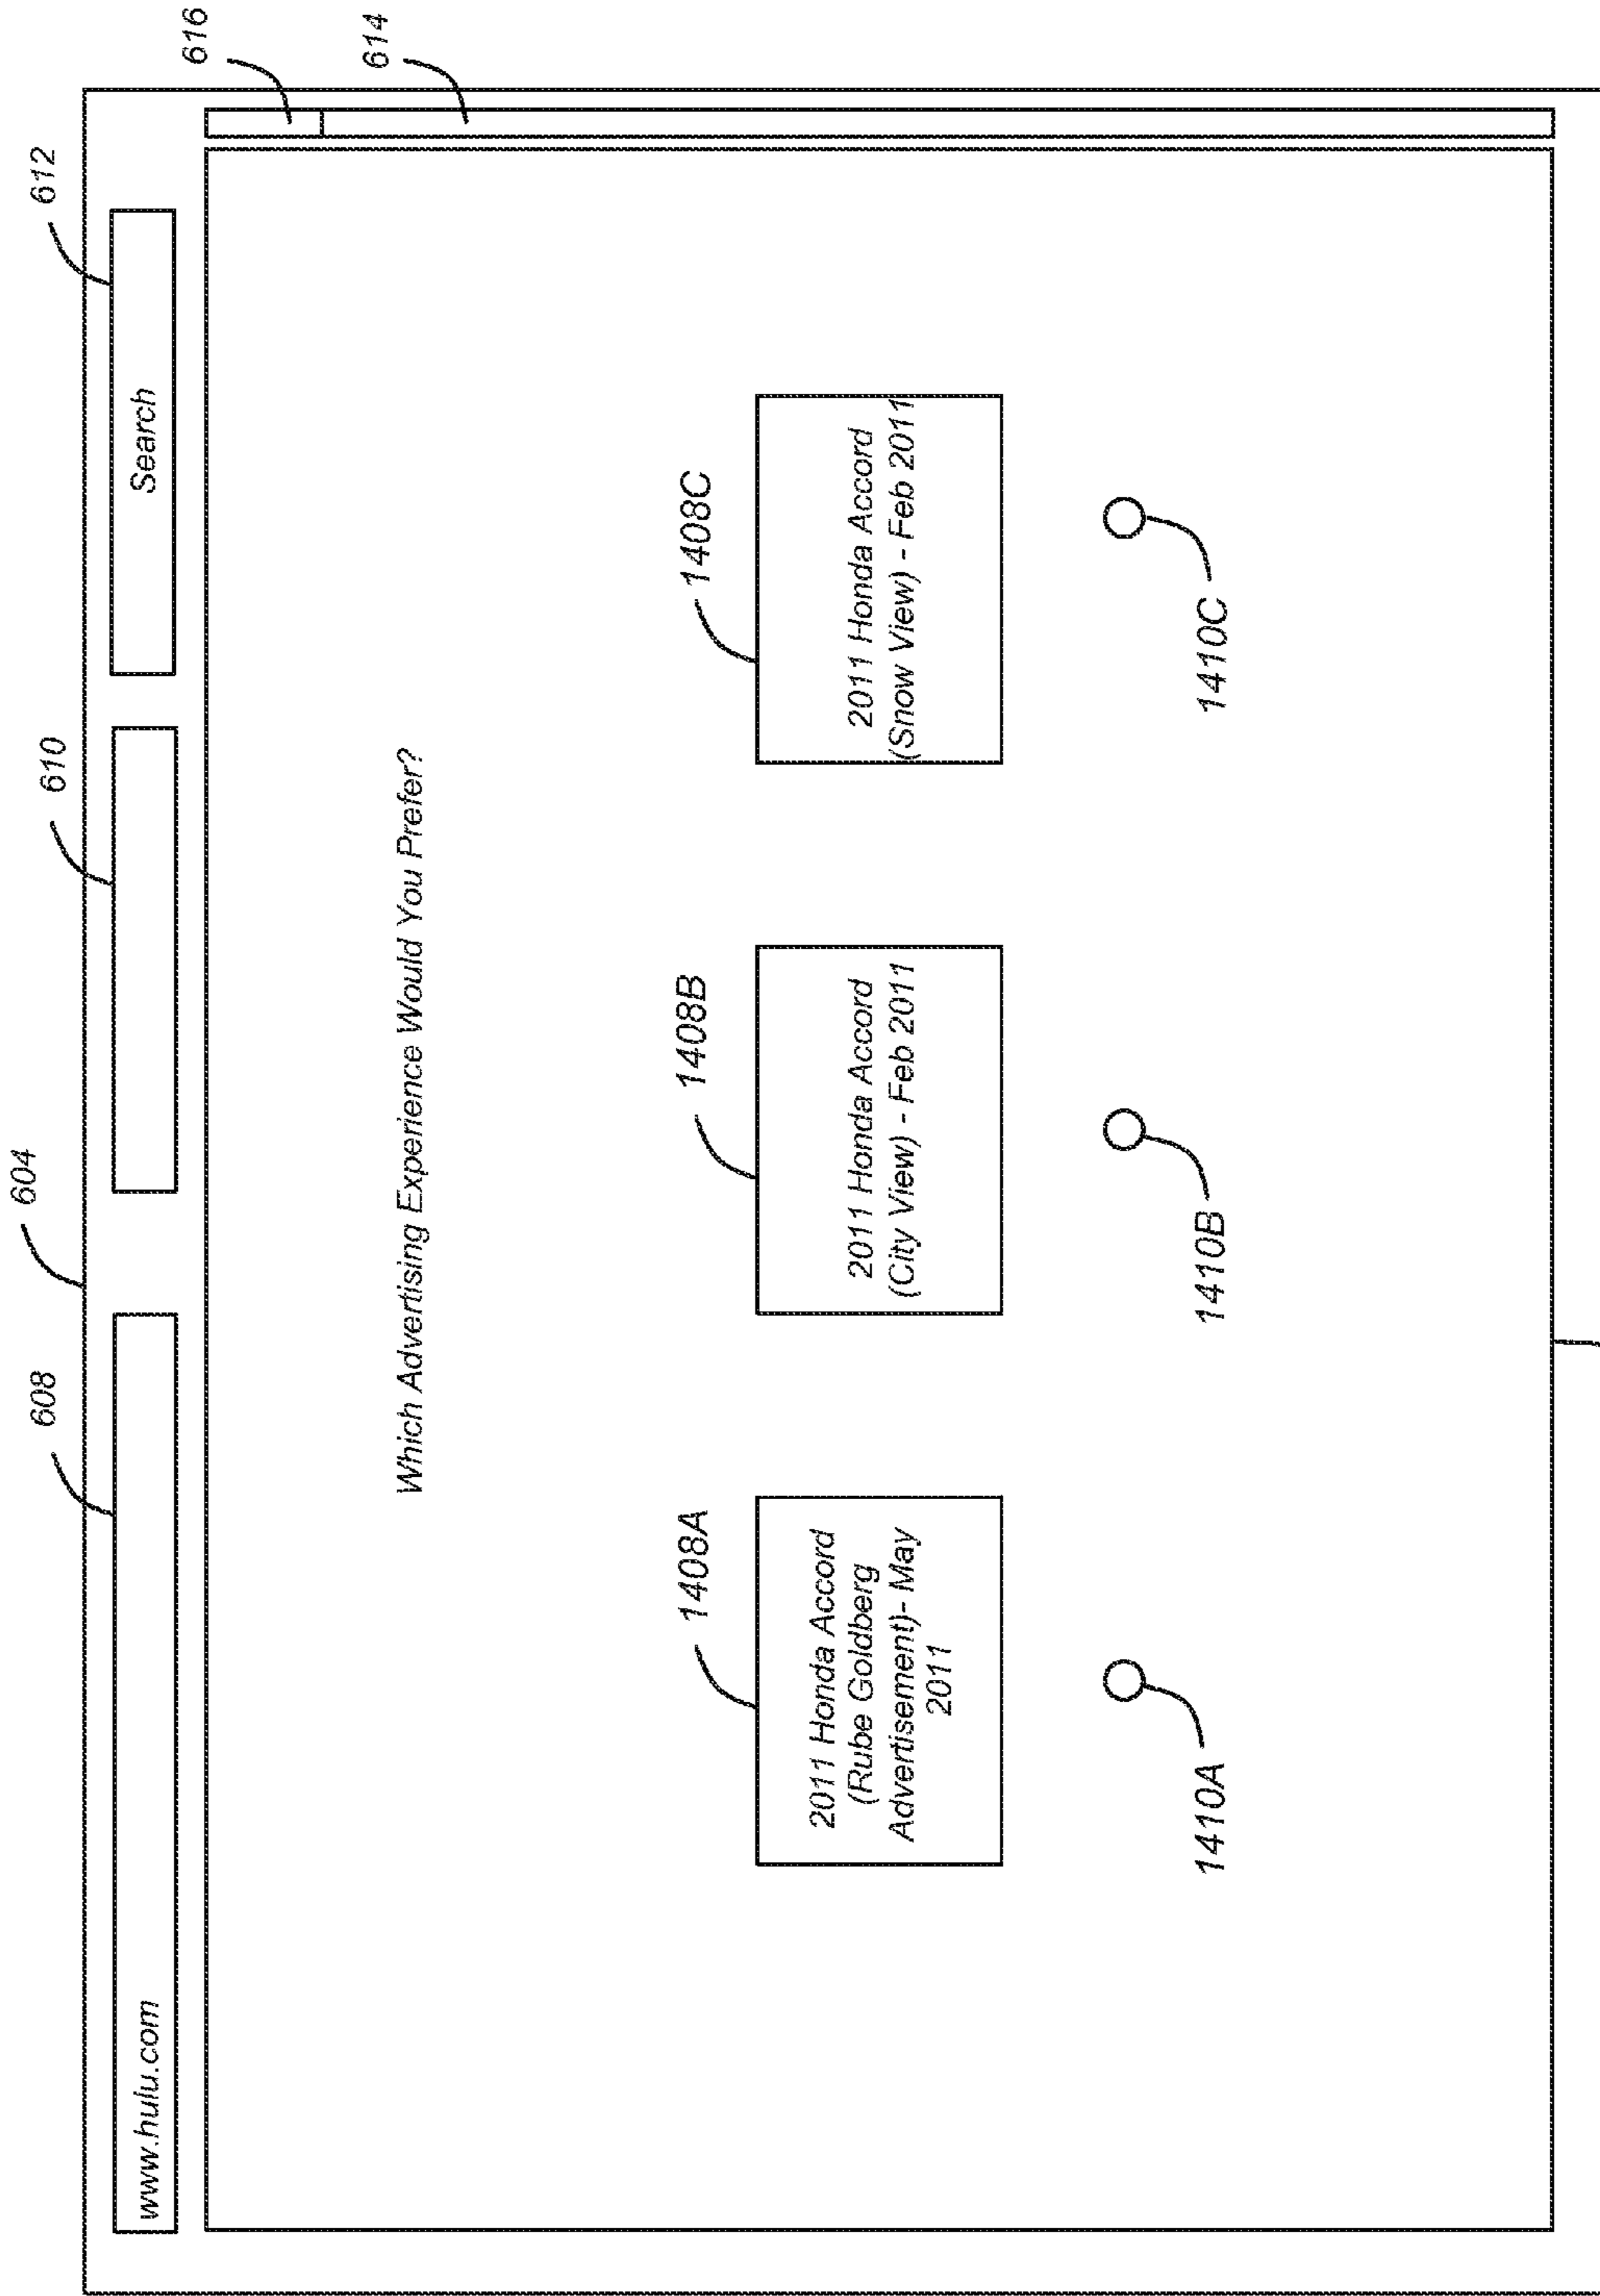 604
608
610
612
www.hulu.com
Search
616
614
Which Advertising Experience Would You Prefer?
1408A
1408B
1408C
2011 Honda Accord
(Rube Goldberg
Advertisement)- May
2011
2011 Honda Accord
(City View) - Feb 2011
2011 Honda Accord
(Snow View) - Feb 2011
1410A
1410B
1410C